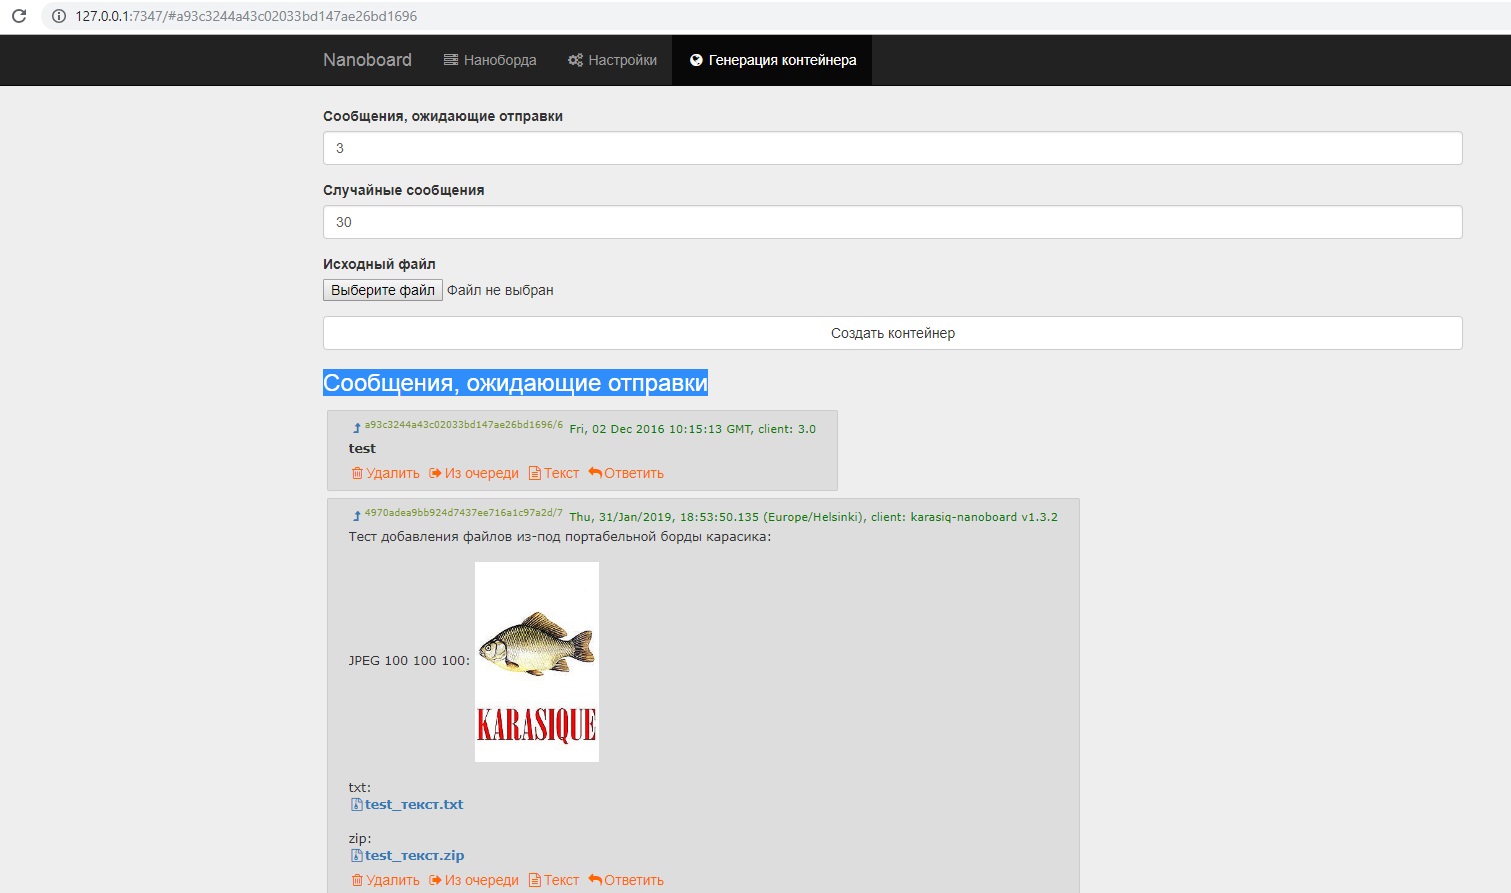 127.0.0.1:7347/#a93c3244a43c02033bd147ae26bd1696
Nanoboard Наноборда Настройки Генерация контейнера
Сообщения, ожидающие отправки
3
Случайные сообщения
30
Исходный файл
Выберите файл Файл не выбран
Создать контейнер
Сообщения, ожидающие отправки
a93c3244a43c02033bd147ae26bd1696/6 Fri, 02 Dec 2016 10:15:13 GMT, client: 3.0
test
Удалить Из очереди Текст Ответить
4970adea9bb924d7437ee716a1c97a2d/7 Thu, 31/Jan/2019, 18:53:50.135 (Europe/Helsinki), client: karasiq-nanoboard v1.3.2
Тест добавления файлов из-под портабельной борды карасика:
JPEG 100 100 100:
KARASIQUE
txt:
test_текст.txt
zip:
test_текст.zip
Удалить Из очереди Текст Ответить